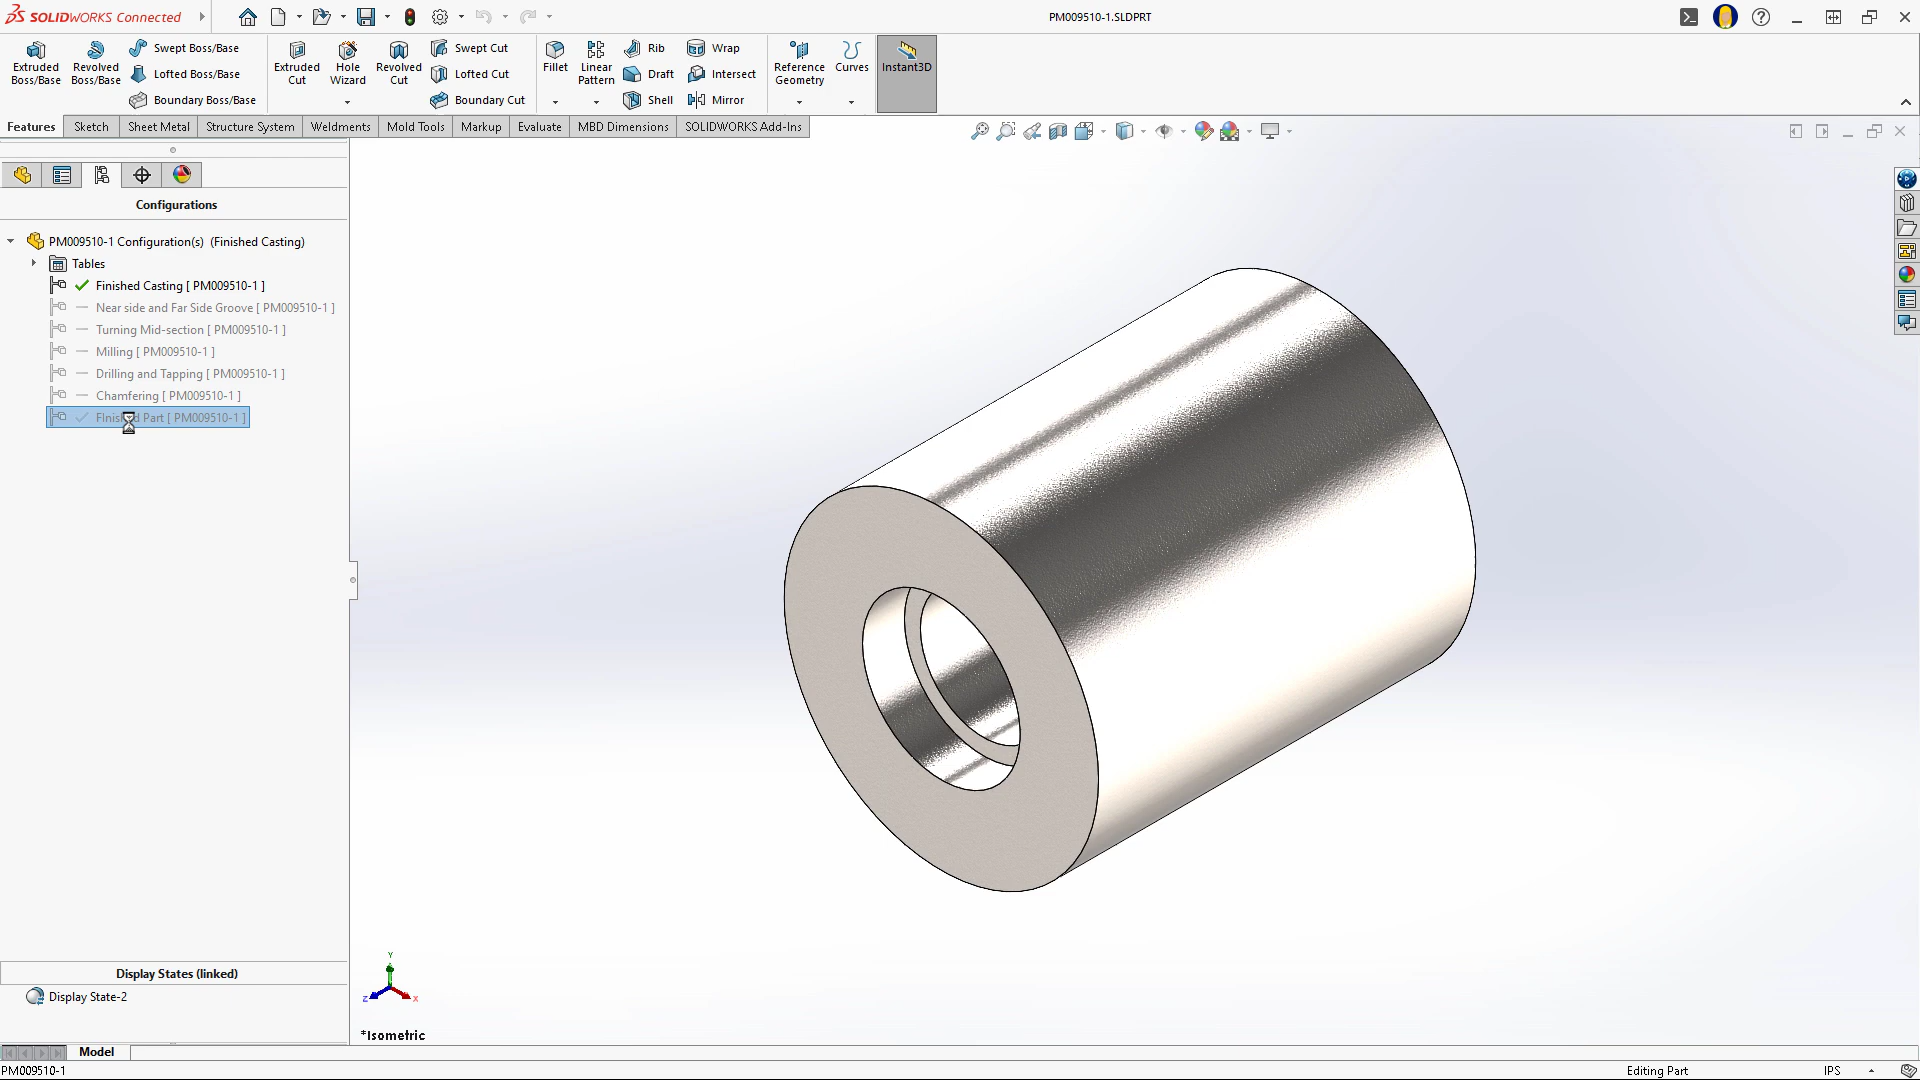 SOLIDWORKS Connected
PM009510-1.SLDPRT
Extruded Boss/Base
Revolved Boss/Base
Swept Boss/Base
Lofted Boss/Base
Boundary Boss/Base
Extruded Cut
Hole Wizard
Revolved Cut
Swept Cut
Lofted Cut
Boundary Cut
Fillet
Linear Pattern
Rib
Draft
Shell
Wrap
Intersect
Mirror
Reference Geometry
Curves
Instant3D
Features
Sketch
Sheet Metal
Structure System
Weldments
Mold Tools
Markup
Evaluate
MBD Dimensions
SOLIDWORKS Add-Ins
Configurations
PM009510-1 Configuration(s) (Finished Casting)
Tables
Finished Casting [ PM009510-1 ]
Near side and Far Side Groove [ PM009510-1 ]
Turning Mid-section [ PM009510-1 ]
Milling [ PM009510-1 ]
Drilling and Tapping [ PM009510-1 ]
Chamfering [ PM009510-1 ]
FInished Part [ PM009510-1 ]
Display States (linked)
Display State-2
Y
Z
X
*Isometric
Model
PM009510-1
Editing Part
IPS